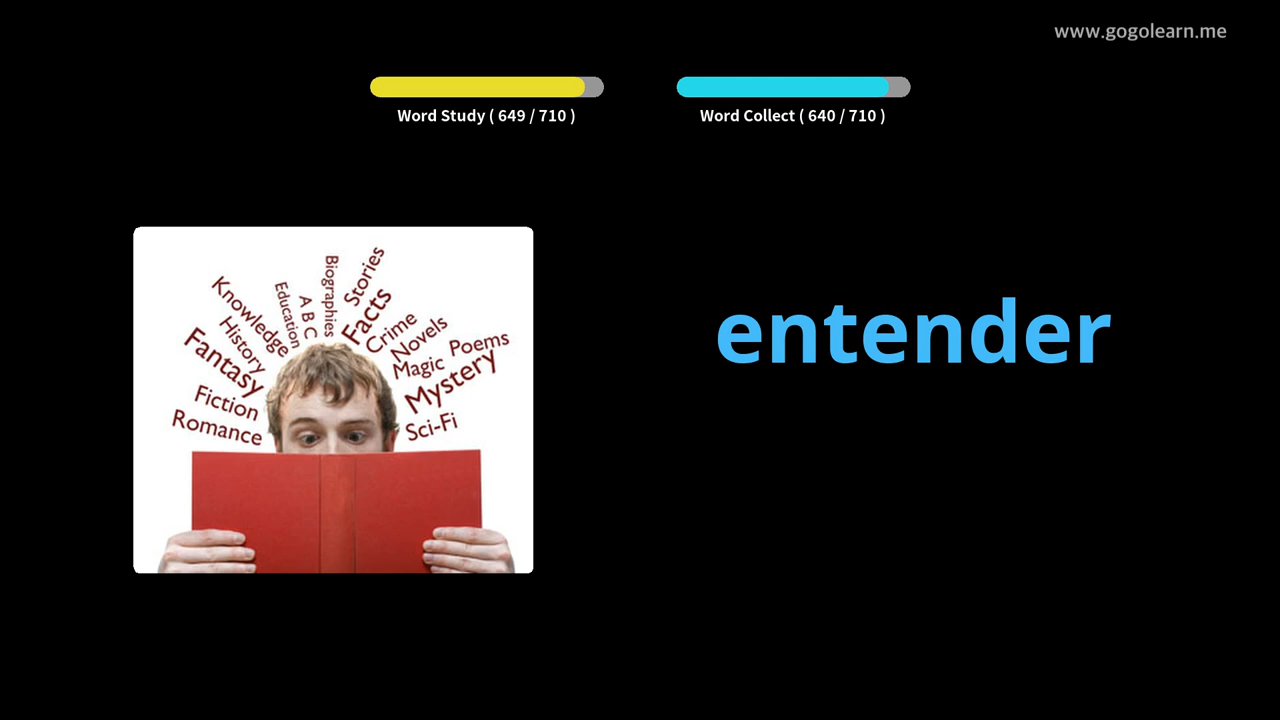 www.gogolearn.me
Word Study ( 649 / 710 )
Word Collect ( 640 / 710 )
Romance
Fiction
Fantasy
History
Knowledge
Education
A B C
Biographies
Stories
Facts
Crime
Novels
Magic
Poems
Mystery
Sci-Fi
entender